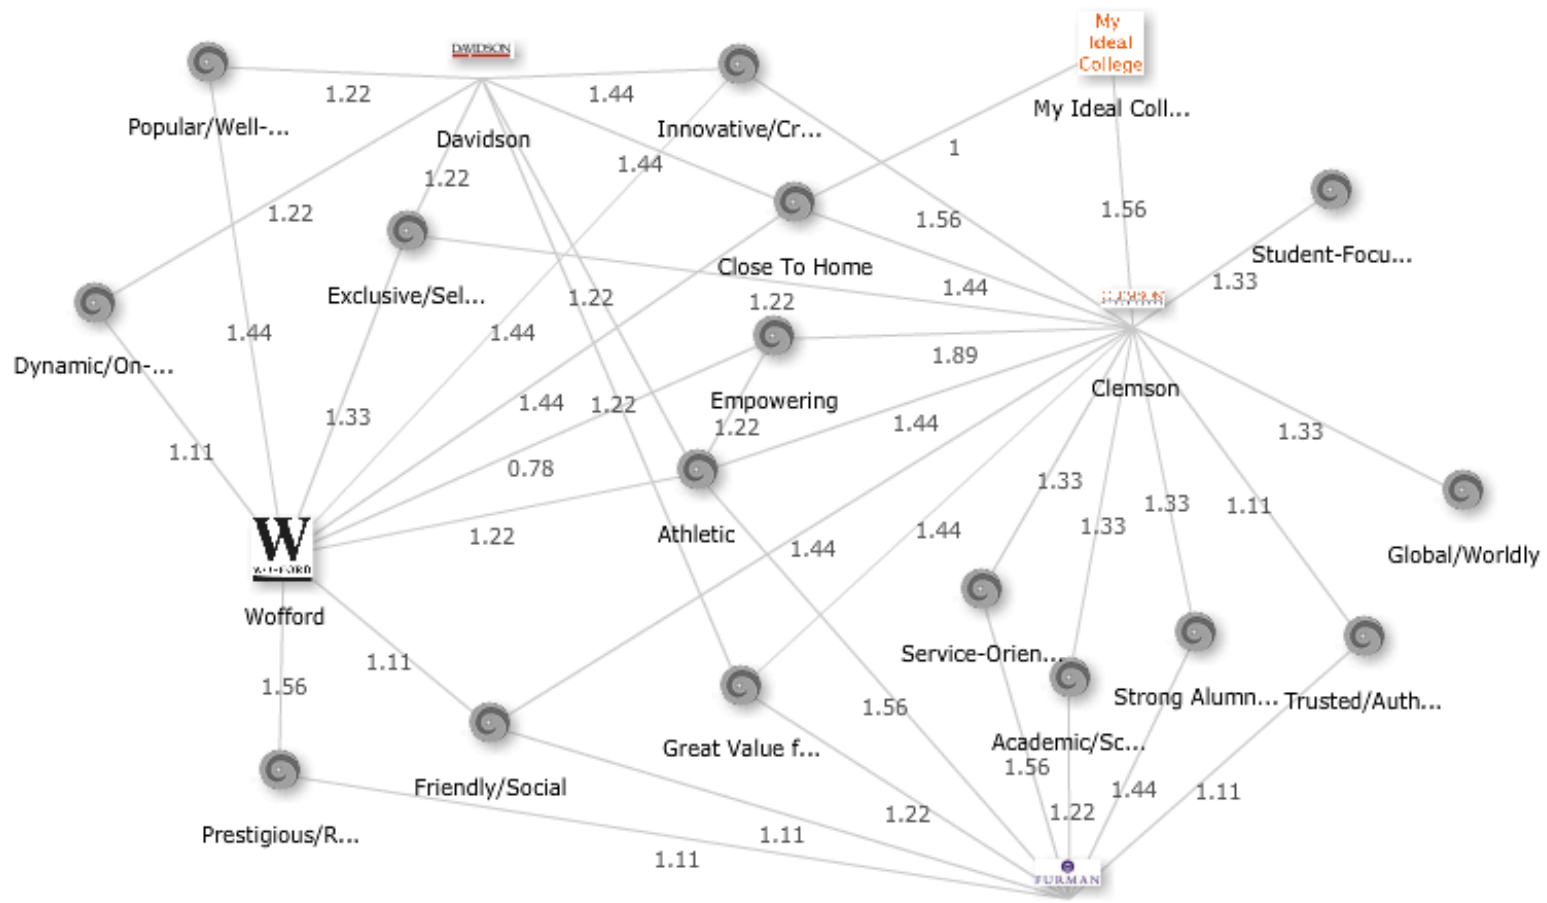 My
Ideal
College
DAVIDSON
1.22
1.44
My Ideal Coll...
Popular/Well-...
Davidson
Innovative/Cr...
1
1.44
1.22
1.22
1.56
1.56
Student-Focu...
Close To Home
1.33
Exclusive/Sel...
1.22
1.22
1.44
1.44
1.44
1.89
Dynamic/On-...
Clemson
1.44
1.22
Empowering
1.33
1.22
1.44
1.33
1.11
0.78
1.33
1.33
1.11
W
WOFFORD
1.22
Athletic
1.44
1.33
1.44
Global/Worldly
Wofford
1.11
Service-Orien...
1.56
Strong Alumn...
Trusted/Auth...
1.56
Great Value f...
Academic/Sc...
1.56
Friendly/Social
1.44
1.11
1.22
1.22
Prestigious/R...
1.11
1.11
FURMAN